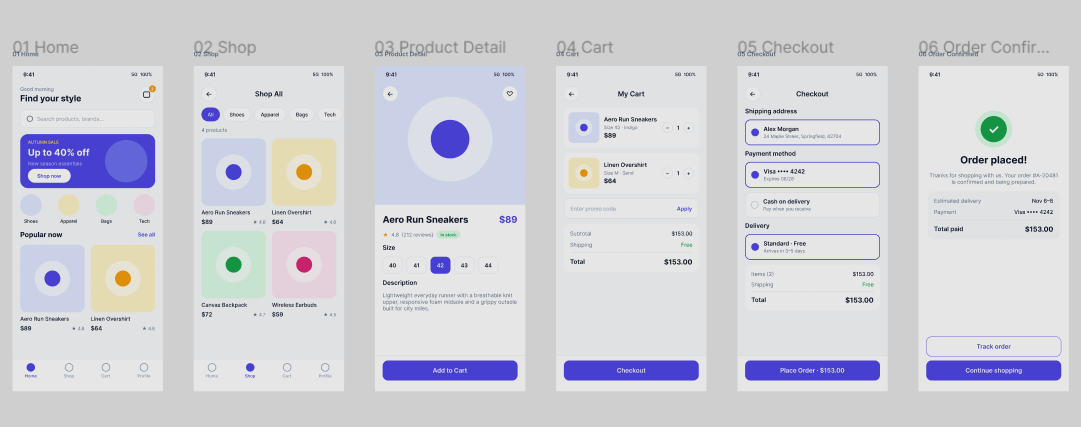 01 Home
01 Home
9:41
5G 100%
Good morning
Find your style
Search products, brands...
AUTUMN SALE
Up to 40% off
New season essentials
Shop now
Shoes
Apparel
Bags
Tech
Popular now
See all
Aero Run Sneakers
$89
★ 4.8
Linen Overshirt
$64
★ 4.6
Home
Shop
Cart
Profile
02 Shop
02 Shop
9:41
5G 100%
Shop All
All
Shoes
Apparel
Bags
Tech
4 products
Aero Run Sneakers
$89
★ 4.8
Linen Overshirt
$64
★ 4.6
Canvas Backpack
$72
★ 4.7
Wireless Earbuds
$59
★ 4.5
Home
Shop
Cart
Profile
03 Product Detail
03 Product Detail
9:41
5G 100%
Aero Run Sneakers
$89
★ 4.8 (212 reviews)
In stock
Size
40
41
42
43
44
Description
Lightweight everyday runner with a breathable knit
upper, responsive foam midsole and a grippy outsole
built for city miles.
Add to Cart
04 Cart
04 Cart
9:41
5G 100%
My Cart
Aero Run Sneakers
Size 42 · Indigo
$89
− 1 +
Linen Overshirt
Size M · Sand
$64
− 1 +
Enter promo code
Apply
Subtotal
$153.00
Shipping
Free
Total
$153.00
Checkout
05 Checkout
05 Checkout
9:41
5G 100%
Checkout
Shipping address
Alex Morgan
24 Maple Street, Springfield, 62704
Payment method
Visa •••• 4242
Expires 08/26
Cash on delivery
Pay when you receive
Delivery
Standard · Free
Arrives in 3–5 days
Items (2)
$153.00
Shipping
Free
Total
$153.00
Place Order · $153.00
06 Order Confir...
06 Order Confirmed
9:41
5G 100%
Order placed!
Thanks for shopping with us. Your order #A-20481
is confirmed and being prepared.
Estimated delivery
Nov 6–8
Payment
Visa •••• 4242
Total paid
$153.00
Track order
Continue shopping